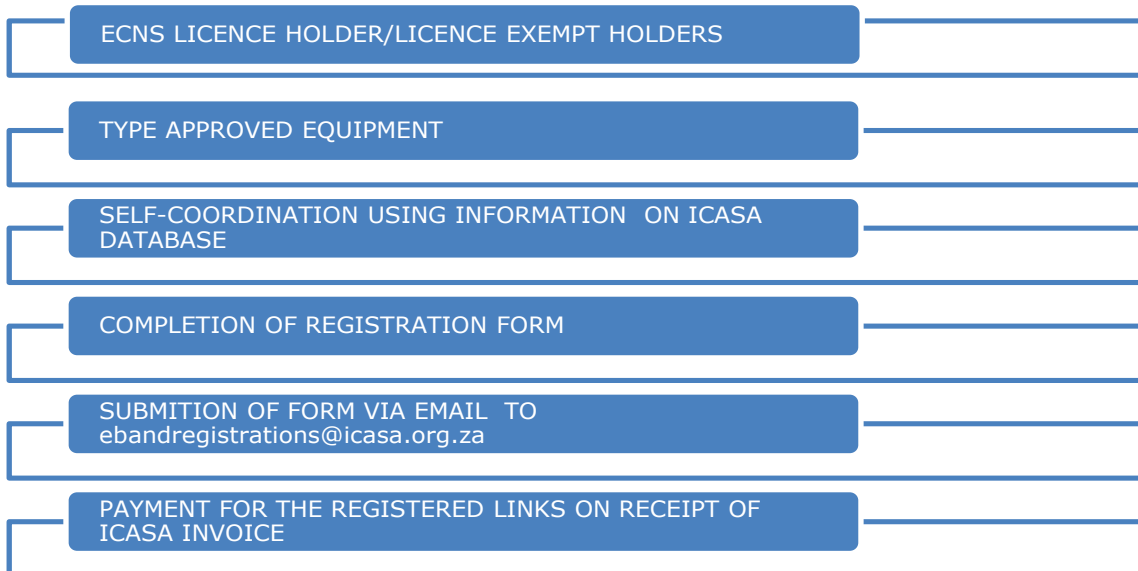 ECNS LICENCE HOLDER/LICENCE EXEMPT HOLDERS
TYPE APPROVED EQUIPMENT
SELF-COORDINATION USING INFORMATION ON ICASA
DATABASE
COMPLETION OF REGISTRATION FORM
SUBMITION OF FORM VIA EMAIL TO
ebandregistrations@icasa.org.za
PAYMENT FOR THE REGISTERED LINKS ON RECEIPT OF
ICASA INVOICE